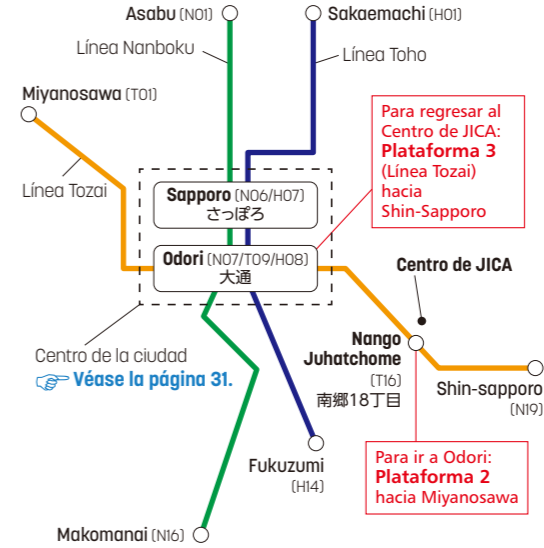 Asabu (N01)
Sakaemachi (H01)
Línea Nanboku
Línea Toho
Miyanosawa (T01)
Para regresar al
Centro de JICA:
Plataforma 3
(Línea Tozai)
hacia
Shin-Sapporo
Línea Tozai
Sapporo (N06/H07)
さっぽろ
Odori (N07/T09/H08)
大通
Centro de JICA
Centro de la ciudad
Véase la página 31.
Nango
Juhatchome
(T16)
南郷18丁目
Shin-sapporo
(N19)
Fukuzumi
(H14)
Para ir a Odori:
Plataforma 2
hacia Miyanosawa
Makomanai (N16)